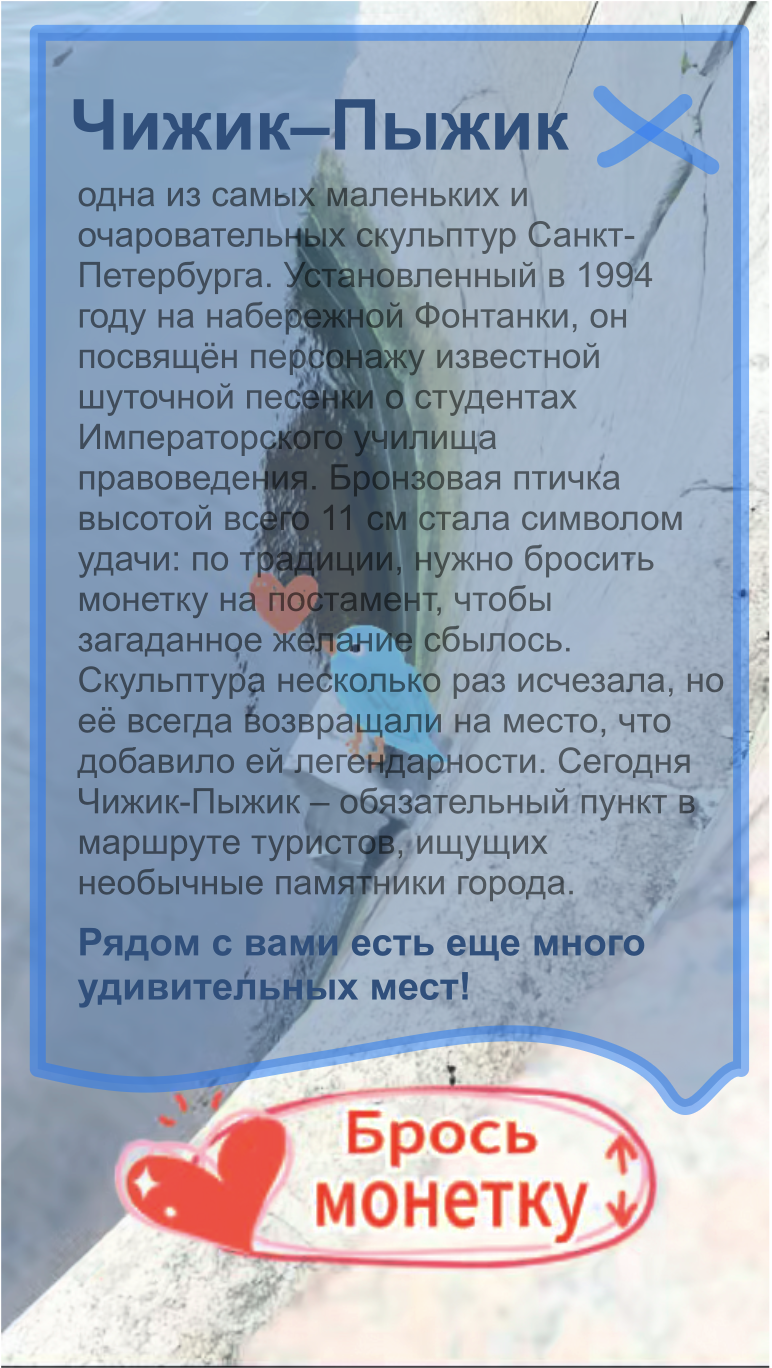 Чижик–Пыжик
одна из самых маленьких и
очаровательных скульптур Санкт-
Петербурга. Установленный в 1994
году на набережной Фонтанки, он
посвящён персонажу известной
шуточной песенки о студентах
Императорского училища
правоведения. Бронзовая птичка
высотой всего 11 см стала символом
удачи: по традиции, нужно бросить
монетку на постамент, чтобы
загаданное желание сбылось.
Скульптура несколько раз исчезала, но
её всегда возвращали на место, что
добавило ей легендарности. Сегодня
Чижик-Пыжик – обязательный пункт в
маршруте туристов, ищущих
необычные памятники города.
Рядом с вами есть еще много
удивительных мест!
Брось
монетку